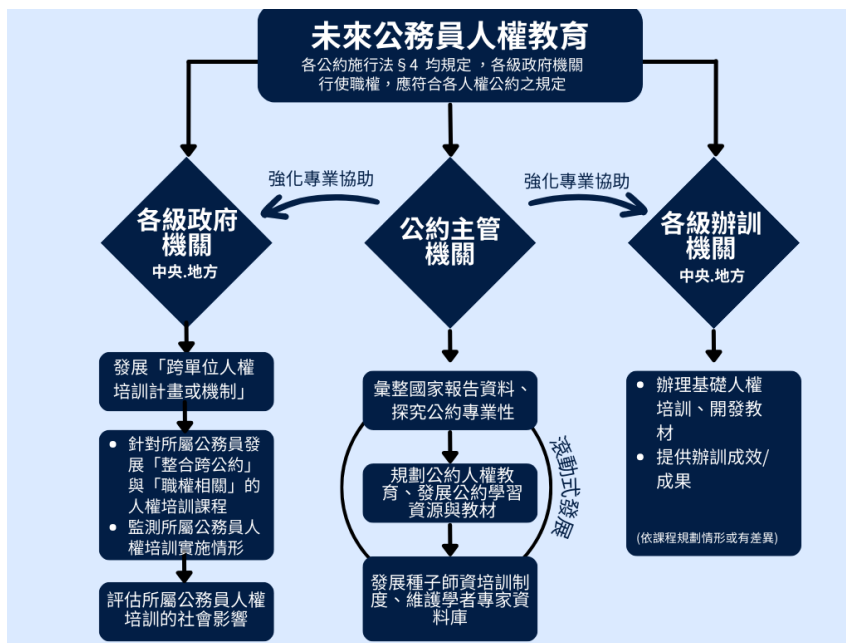 未來公務員人權教育
各公約施行法§4 均規定，各級政府機關
行使職權，應符合各人權公約之規定
強化專業協助
強化專業協助
各級政府
機關
中央.地方
公約主管
機關
各級辦訓
機關
中央.地方
發展「跨單位人權
培訓計畫或機制」
• 針對所屬公務員發
展「整合跨公約」
與「職權相關」的
人權培訓課程
• 監測所屬公務員人
權培訓實施情形
評估所屬公務員人權
培訓的社會影響
彙整國家報告資料、
探究公約專業性
規劃公約人權教
育、發展公約學習
資源與教材
發展種子師資培訓制
度、維護學者專家資
料庫
滾動式發展
• 辦理基礎人權
培訓、開發教
材
• 提供辦訓成效/
成果
(依課程規劃情形或有差異)